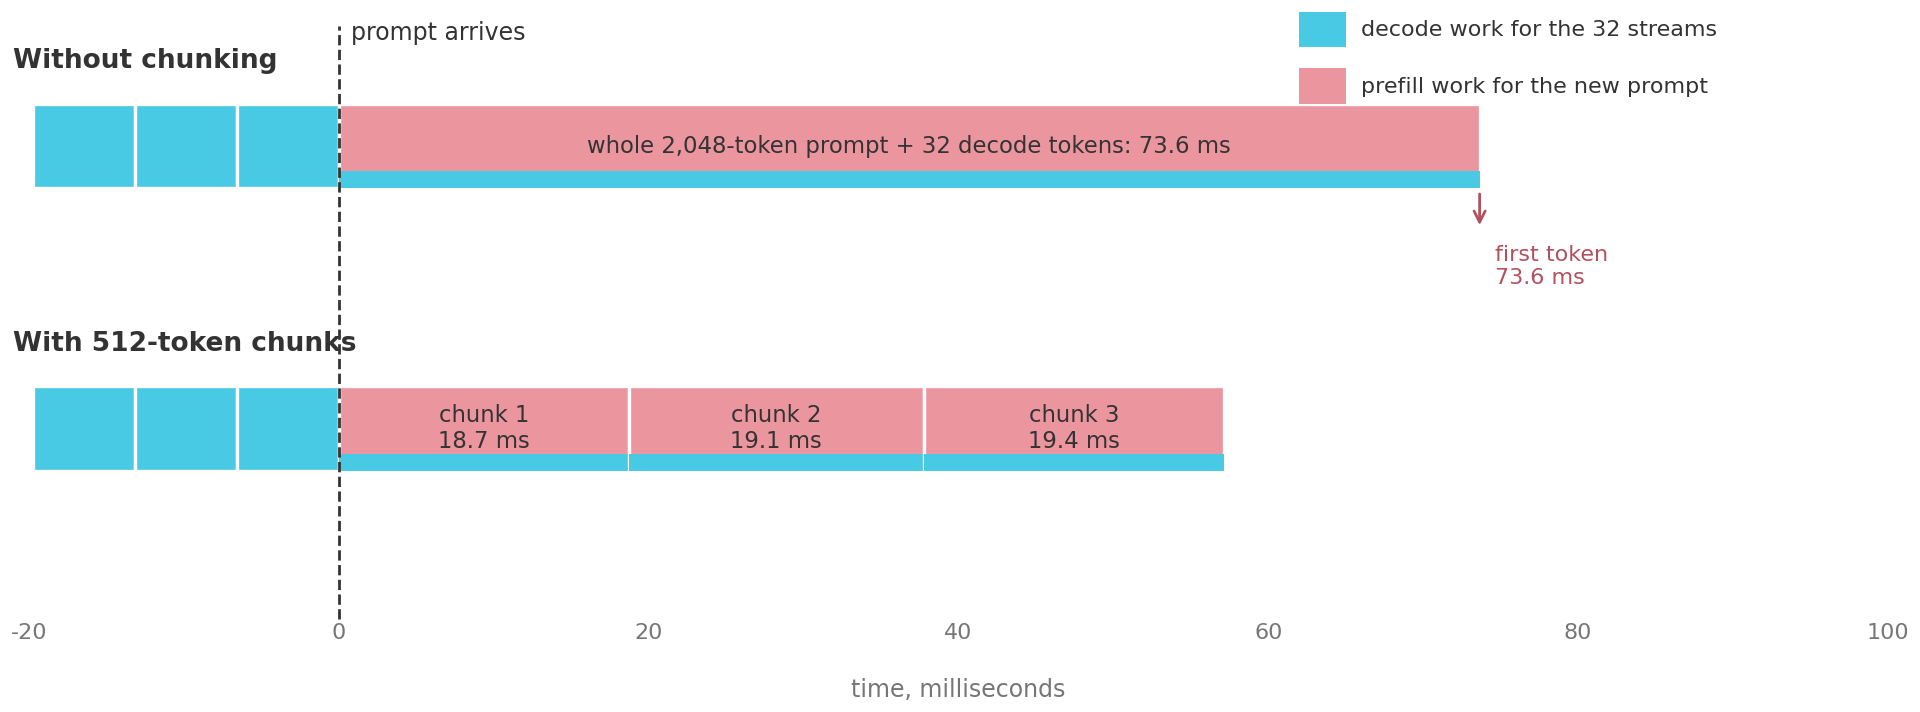 prompt arrives
decode work for the 32 streams
Without chunking
prefill work for the new prompt
whole 2,048-token prompt + 32 decode tokens: 73.6 ms
first token
73.6 ms
With 512-token chunks
chunk 1
18.7 ms
chunk 2
19.1 ms
chunk 3
19.4 ms
-20 0 20 40 60 80 100
time, milliseconds